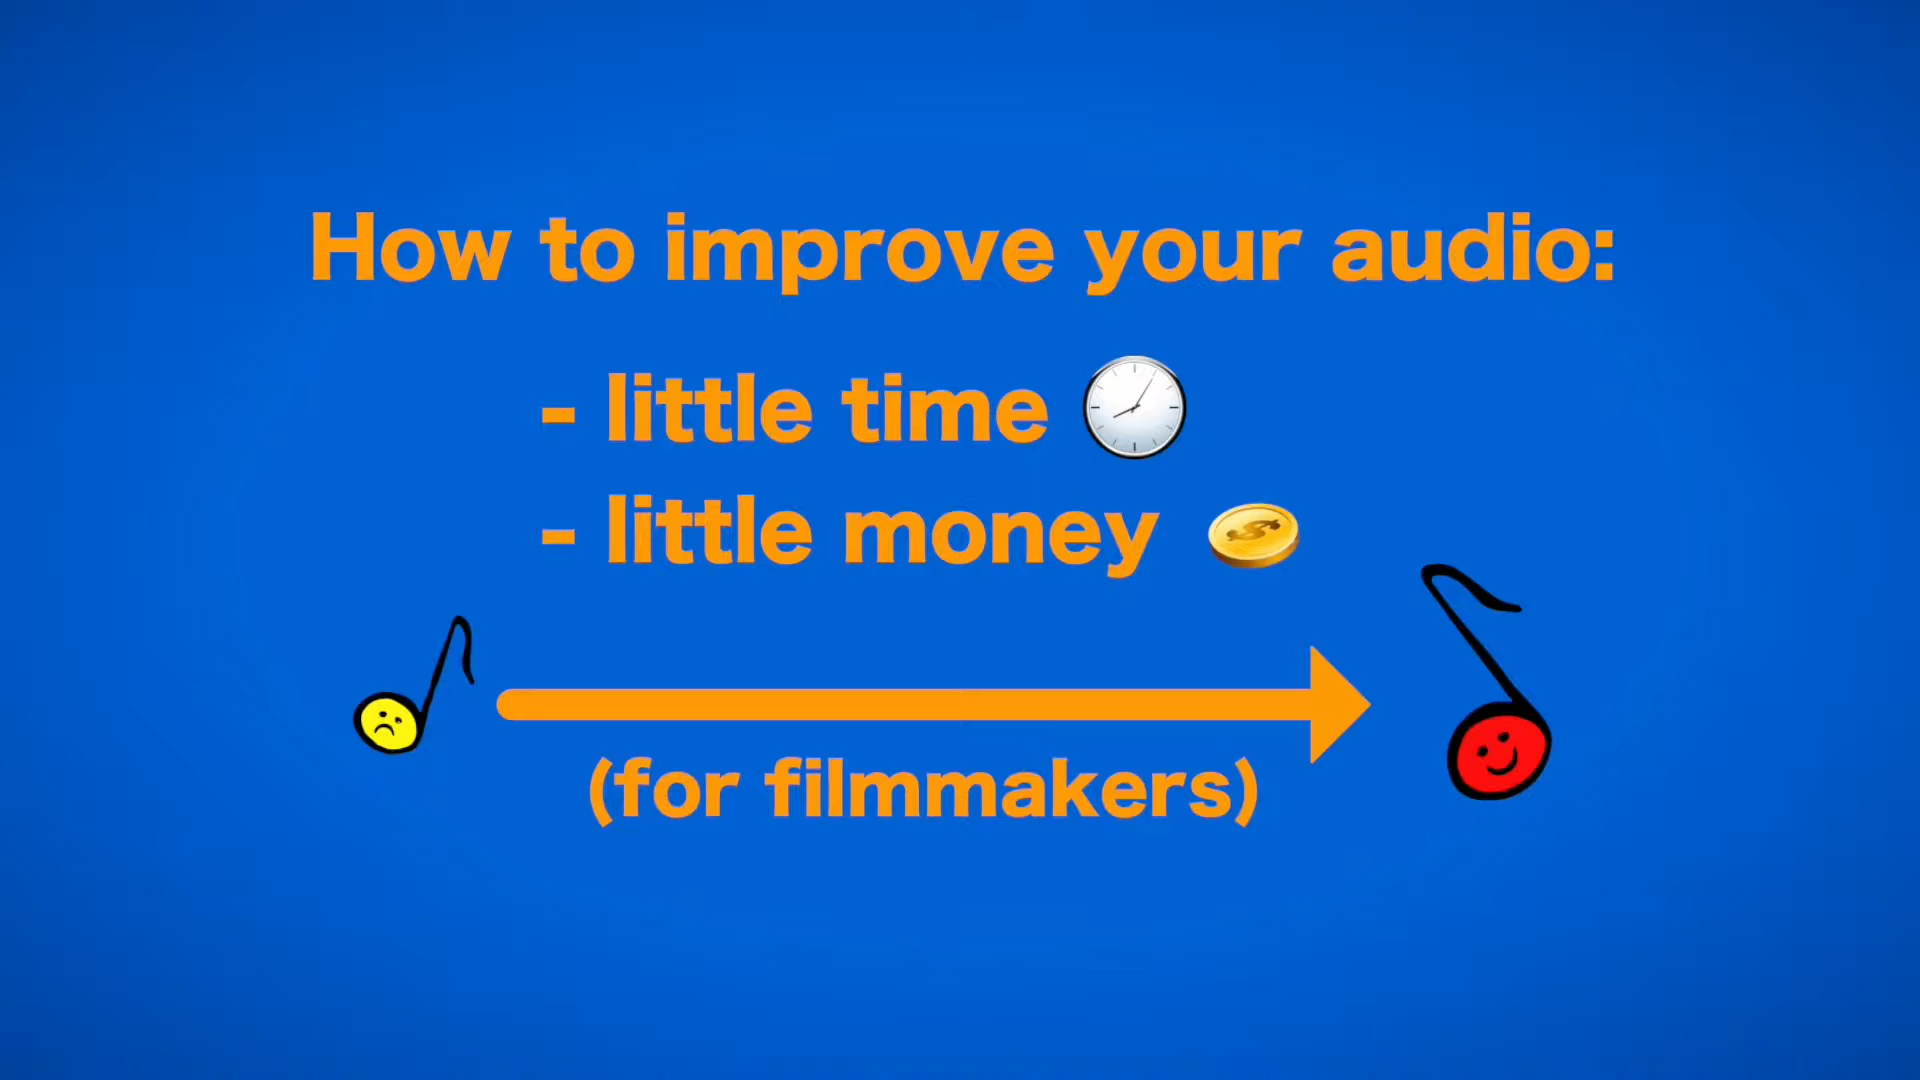 How to improve your audio:
- little time
- little money
(for filmmakers)